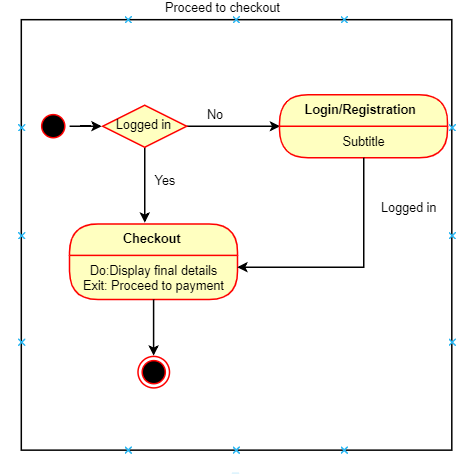 Proceed to checkout
Logged in
No
Login/Registration
Subtitle
Yes
Logged in
Checkout
Do:Display final details
Exit: Proceed to payment